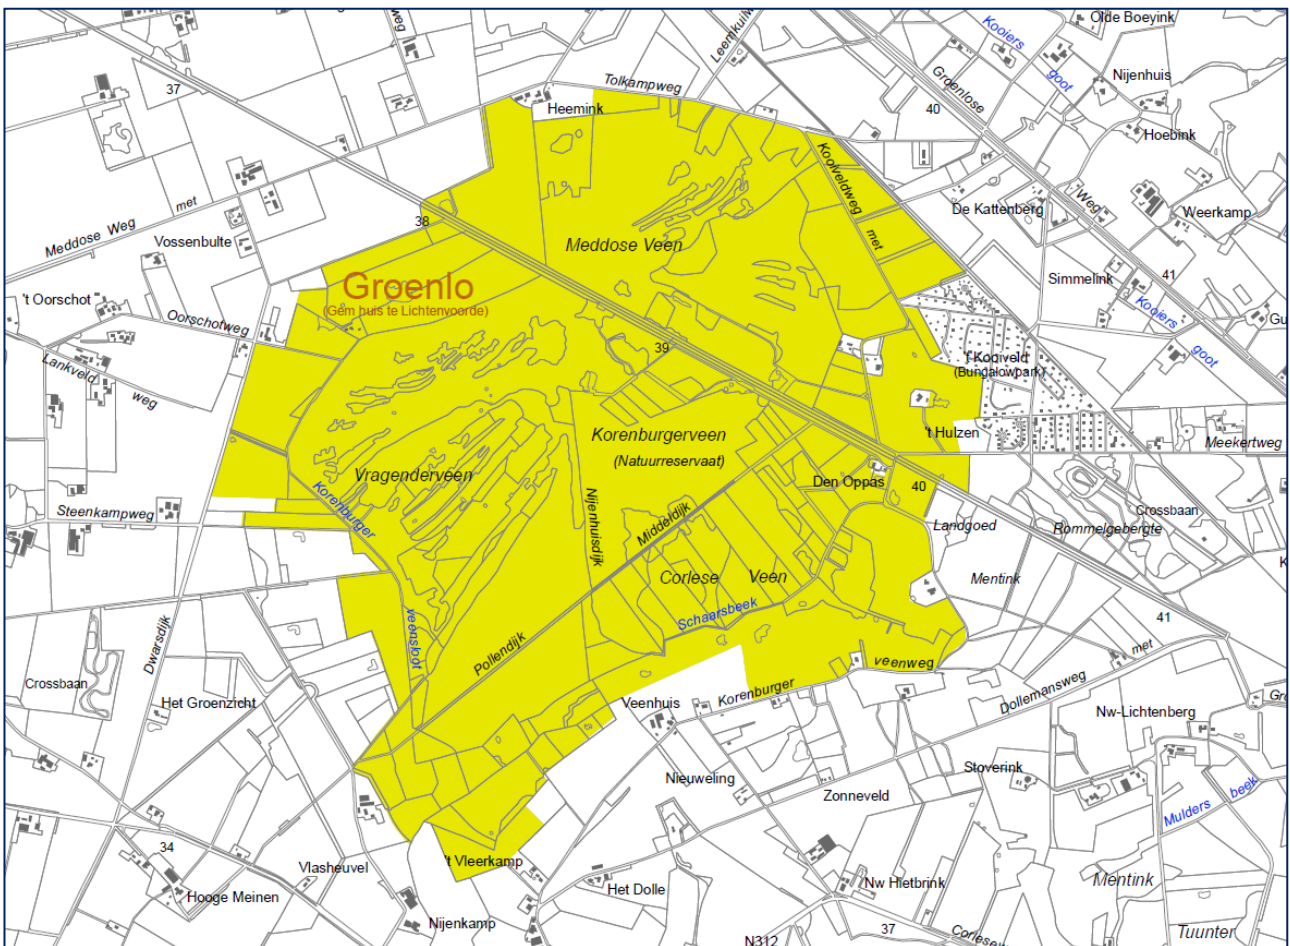 Olde Boeyink
Kooiers
goot
weg
Groenlose
Nijenhuis
37
Tolkampweg
40
Heemink
Hoebink
Kooiveldweg
met
Weg
met
De Kattenberg
Weerkamp
Meddose Weg
38
Vossenbulte
Meddose Veen
41
Simmelink
Kooiers
goot
Groenlo
(Gem huis te Lichtenvoorde)
't Oorschot
Oorschotweg
39
't Kooiveld
(Bungalowpark)
Lankveld
weg
Korenburgerveen
(Natuurreservaat)
't Hulzen
Meekertweg
Vragenderveen
Den Oppas
40
Korenburger
Nijenhuisdijk
Middeldijk
Steenkampweg
Landgoed
Crossbaan
Rommelgebergte
Corlese
Veen
Mentink
Schaarsbeek
veensloot
Dwarsdijk
Pollendijk
41
met
veenweg
Crossbaan
Korenburger
Dollemansweg
Het Groenzicht
Veenhuis
Nw-Lichtenberg
Nieuweling
Stoverink
Zonneveld
Mulders
beek
34
Vlasheuvel
't Vleerkamp
Het Dolle
Nw Hietbrink
Mentink
Hooge Meinen
Nijenkamp
37
N312
Tuunter